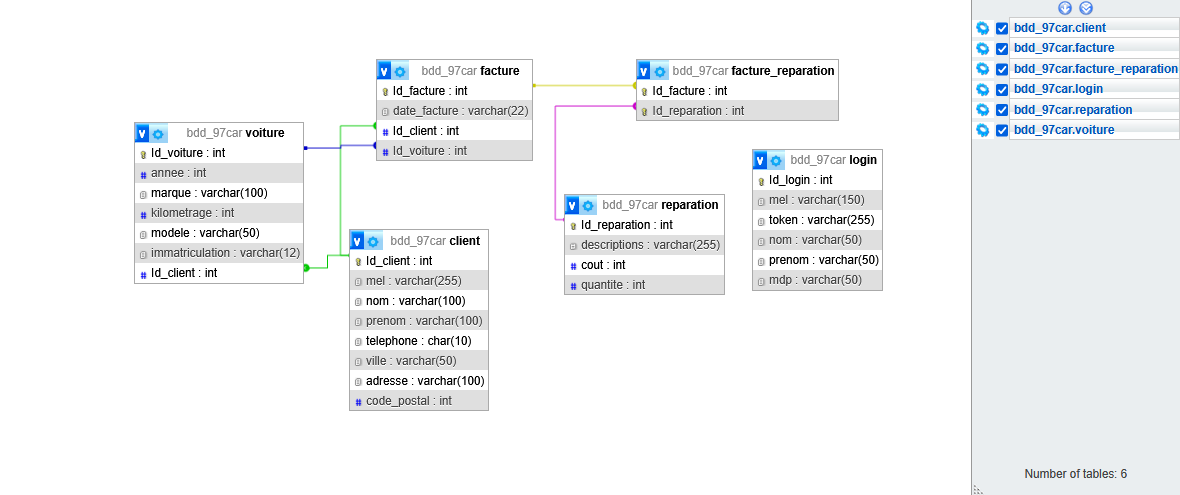 bdd_97car voiture
Id_voiture : int
annee : int
marque : varchar(100)
kilometrage : int
modele : varchar(50)
immatriculation : varchar(12)
Id_client : int
bdd_97car facture
Id_facture : int
date_facture : varchar(22)
Id_client : int
Id_voiture : int
bdd_97car client
Id_client : int
mel : varchar(255)
nom : varchar(100)
prenom : varchar(100)
telephone : char(10)
ville : varchar(50)
adresse : varchar(100)
code_postal : int
bdd_97car facture_reparation
Id_facture : int
Id_reparation : int
bdd_97car reparation
Id_reparation : int
descriptions : varchar(255)
cout : int
quantite : int
bdd_97car login
Id_login : int
mel : varchar(150)
token : varchar(255)
nom : varchar(50)
prenom : varchar(50)
mdp : varchar(50)
bdd_97car.client
bdd_97car.facture
bdd_97car.facture_reparation
bdd_97car.login
bdd_97car.reparation
bdd_97car.voiture
Number of tables: 6